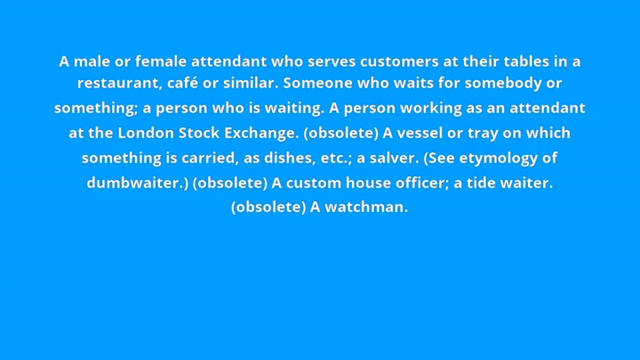 A male or female attendant who serves customers at their tables in a
restaurant, café or similar. Someone who waits for somebody or
something; a person who is waiting. A person working as an attendant
at the London Stock Exchange. (obsolete) A vessel or tray on which
something is carried, as dishes, etc.; a salver. (See etymology of
dumbwaiter.) (obsolete) A custom house officer; a tide waiter.
(obsolete) A watchman.